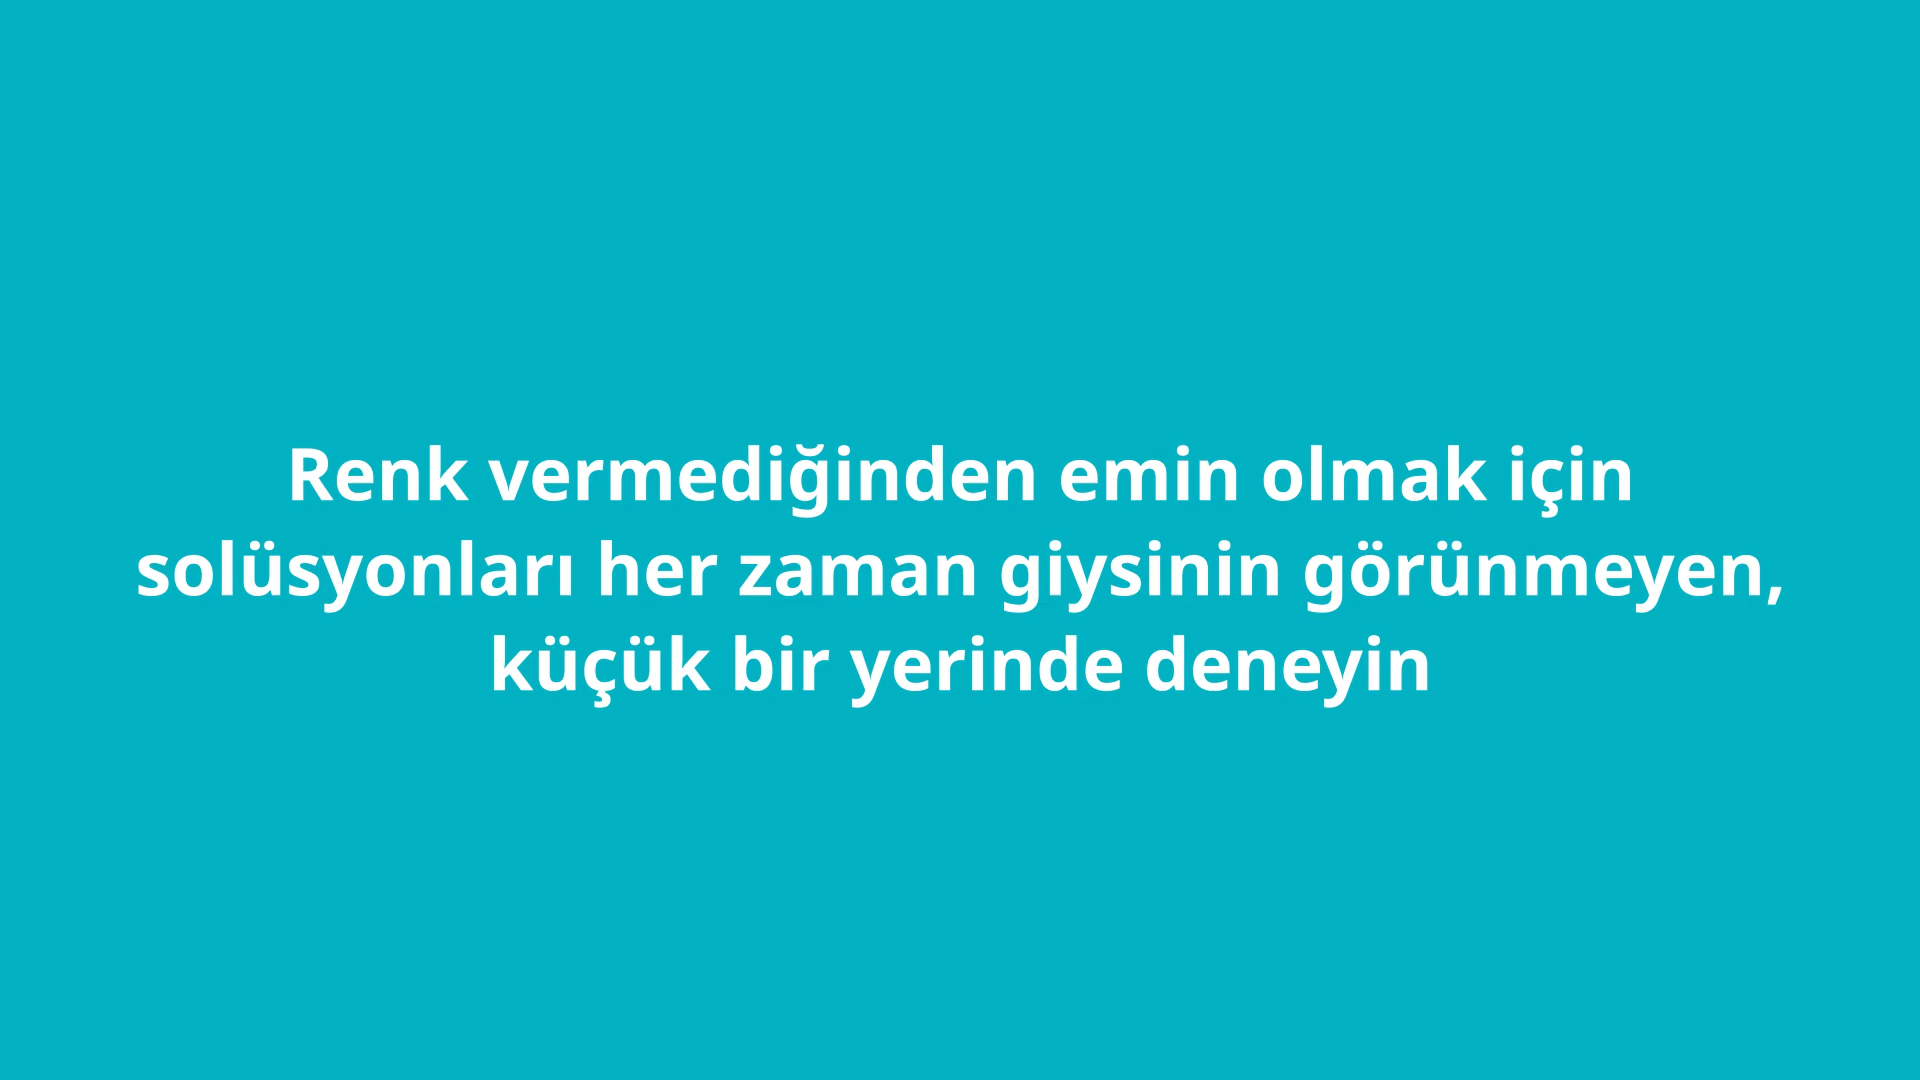 Renk vermediğinden emin olmak için
solüsyonları her zaman giysinin görünmeyen,
küçük bir yerinde deneyin